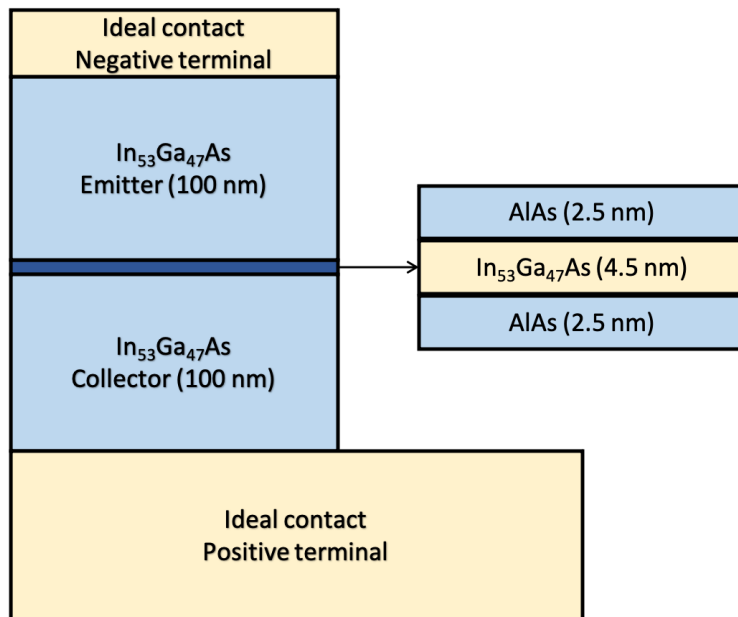 Ideal contact
Negative terminal
In₅₃Ga₄₇As
Emitter (100 nm)
AlAs (2.5 nm)
In₅₃Ga₄₇As (4.5 nm)
AlAs (2.5 nm)
In₅₃Ga₄₇As
Collector (100 nm)
Ideal contact
Positive terminal